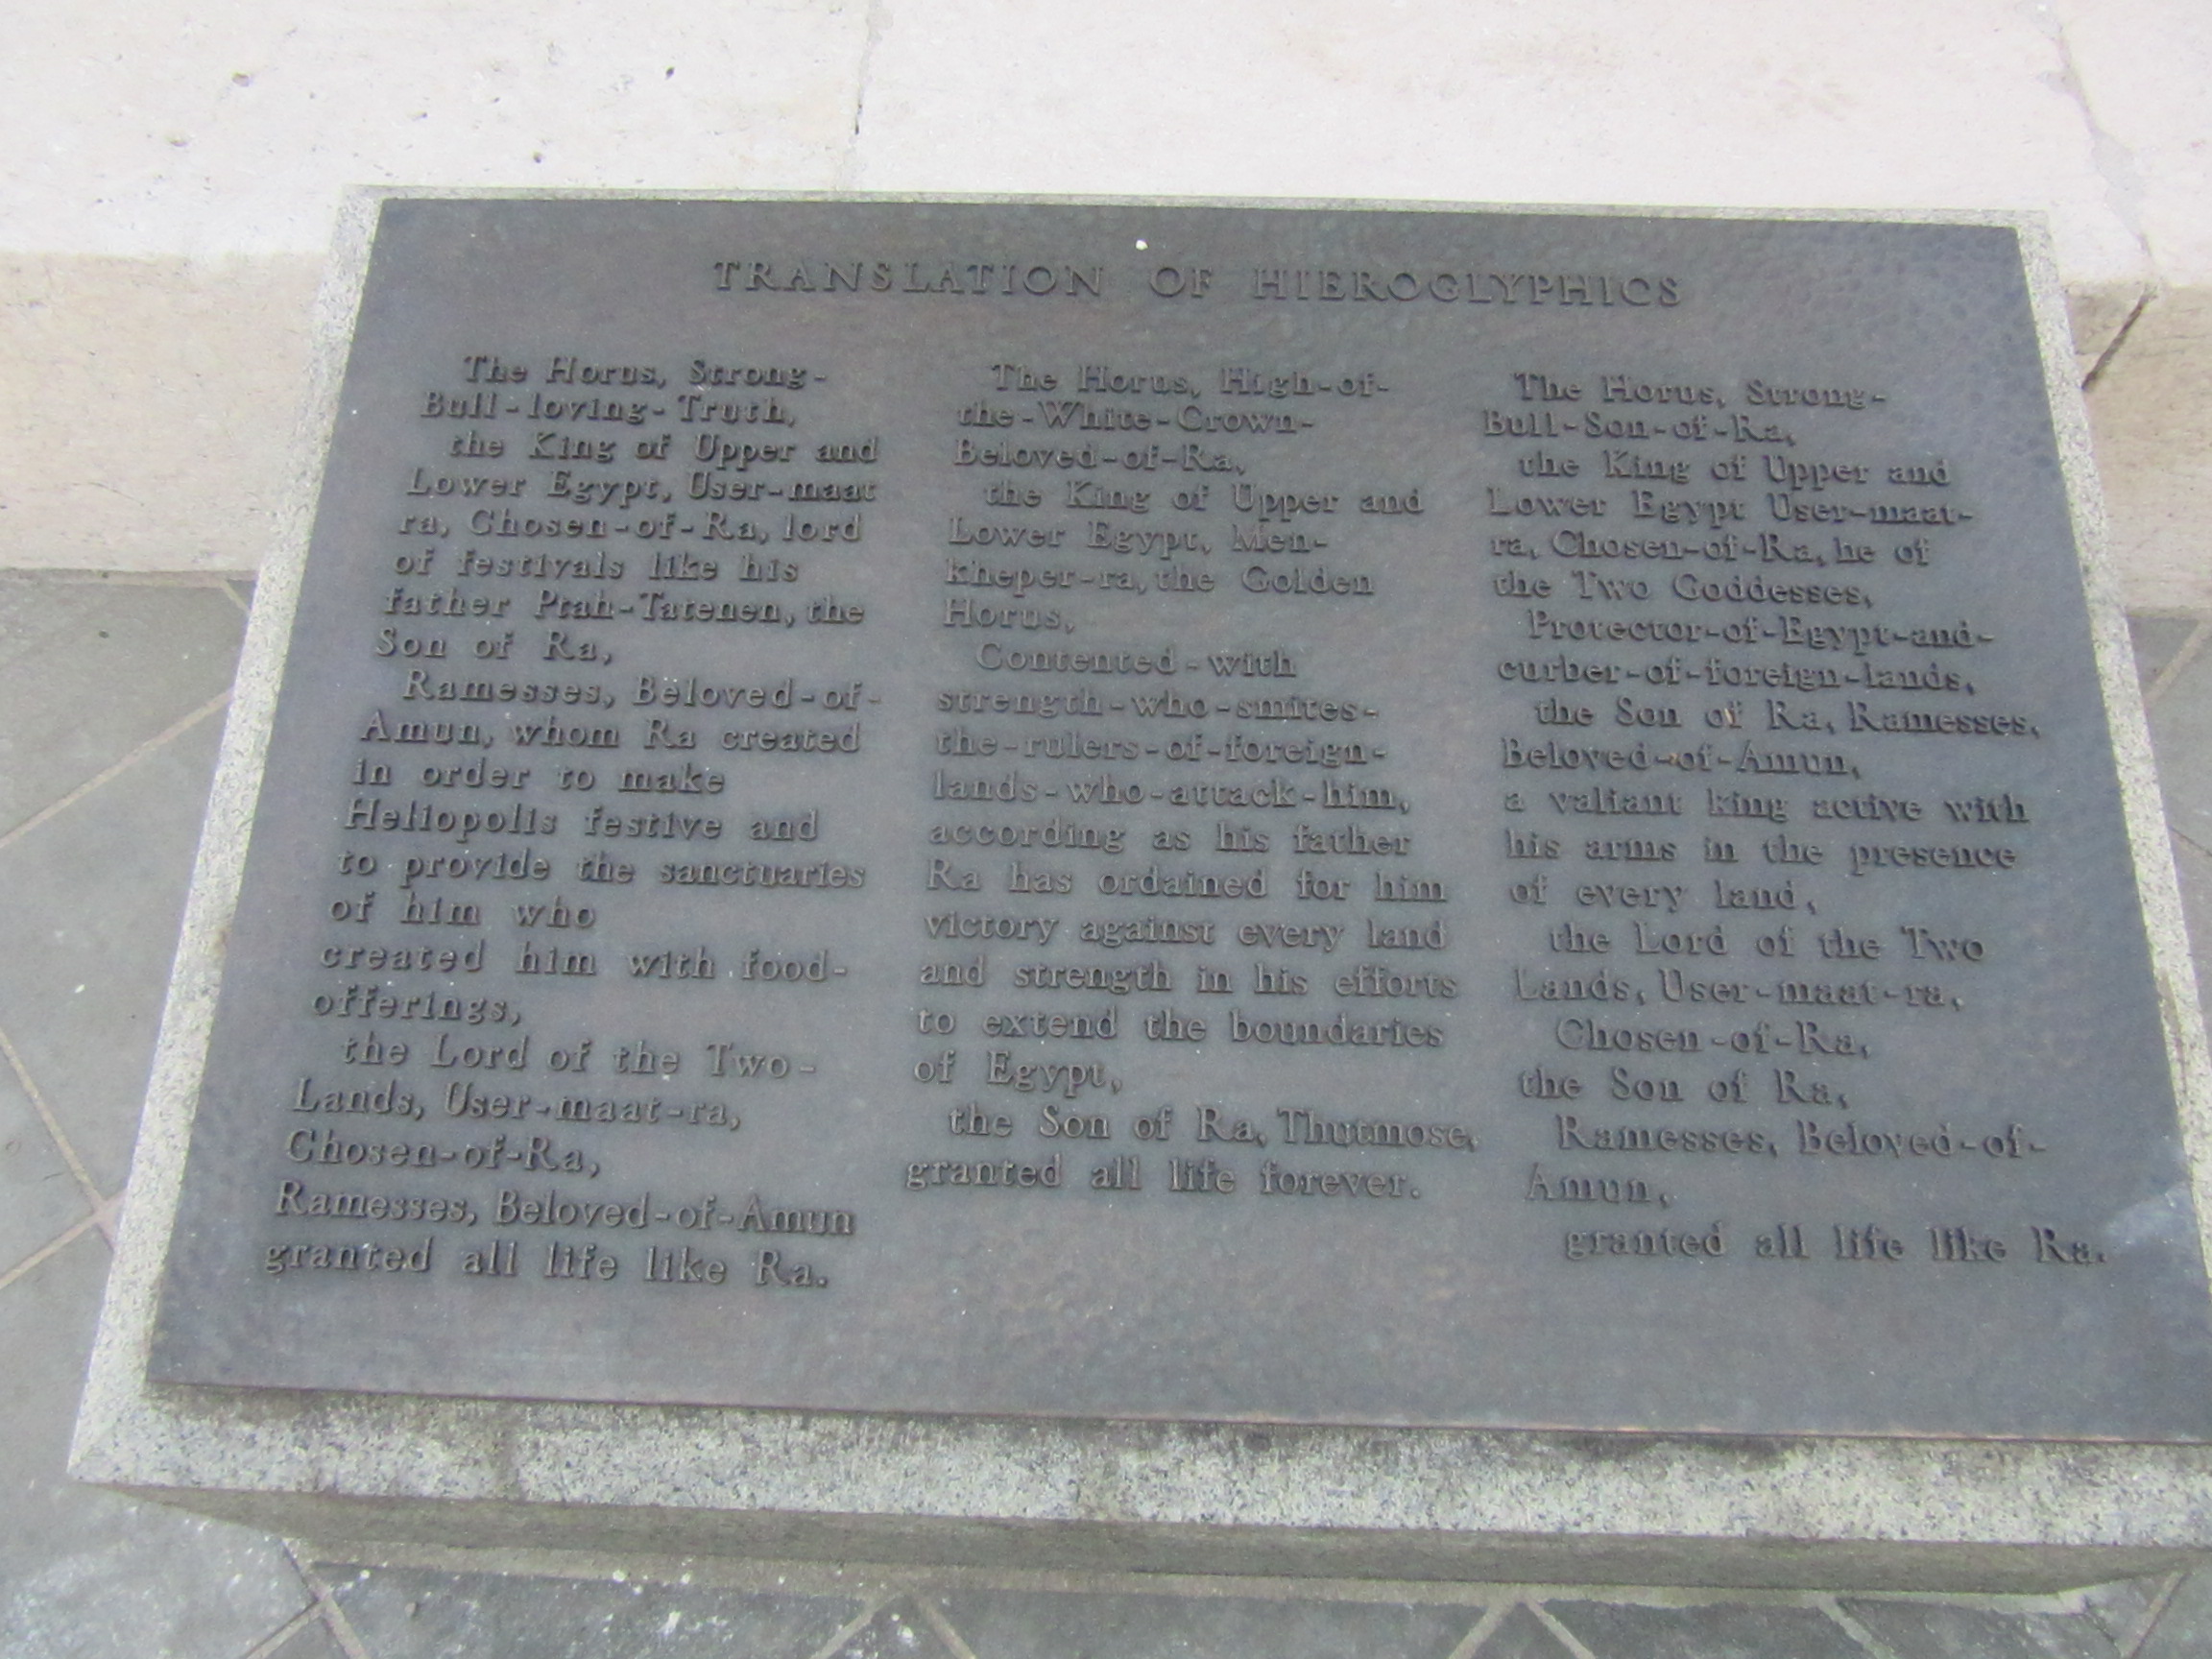 TRANSLATION OF HIEROGLYPHICS
The Horus, Strong-
Bull-loving-Truth,
the King of Upper and
Lower Egypt, User-maat
ra, Chosen-of-Ra, lord
of festivals like his
father Ptah-Tatenen, the
Son of Ra,
Ramesses, Beloved-of-
Amun, whom Ra created
in order to make
Heliopolis festive and
to provide the sanctuaries
of him who
created him with food-
offerings,
the Lord of the Two-
Lands, User-maat-ra,
Chosen-of-Ra,
Ramesses, Beloved-of-Amun
granted all life like Ra.
The Horus, High-of-
the-White-Crown-
Beloved-of-Ra,
the King of Upper and
Lower Egypt, Men-
kheper-ra, the Golden
Horus,
Contented-with
strength-who-smites-
the-rulers-of-foreign-
lands-who-attack-him,
according as his father
Ra has ordained for him
victory against every land
and strength in his efforts
to extend the boundaries
of Egypt,
the Son of Ra, Thutmose,
granted all life forever.
The Horus, Strong-
Bull-Son-of-Ra,
the King of Upper and
Lower Egypt User-maat-
ra, Chosen-of-Ra, he of
the Two Goddesses,
Protector-of-Egypt-and-
curber-of-foreign-lands,
the Son of Ra, Ramesses,
Beloved-of-Amun,
a valiant king active with
his arms in the presence
of every land,
the Lord of the Two
Lands, User-maat-ra,
Chosen-of-Ra,
the Son of Ra,
Ramesses, Beloved-of-
Amun,
granted all life like Ra.